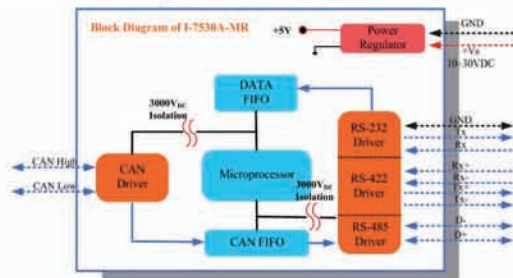 Block Diagram of I-7530A-MR
+5V
Power
Regulator
GND
+Vs
10~30VDC
DATA FIFO
3000VDC
Isolation
CAN High
CAN Low
CAN
Driver
Microprocessor
3000VDC
Isolation
CAN FIFO
RS-232
Driver
RS-422
Driver
RS-485
Driver
GND
Tx
Rx
Rx+
Rx-
Tx+
Tx-
D-
D+